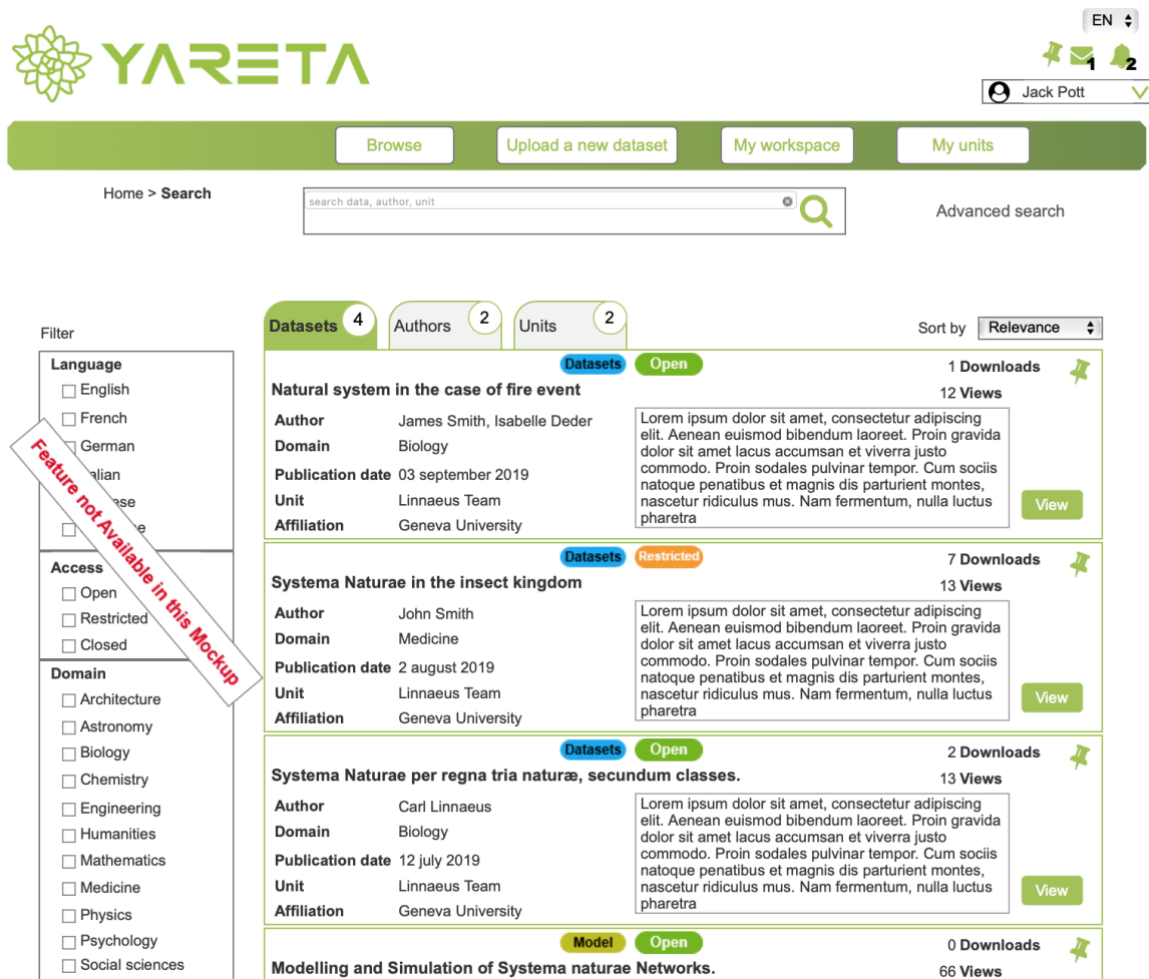 EN
YARETA
1 2
Jack Pott
Browse Upload a new dataset My workspace My units
Home > Search
search data, author, unit
Advanced search
Filter
Datasets 4 Authors 2 Units 2
Sort by Relevance
Language
English
French
German
Access
Open
Restricted
Closed
Domain
Architecture
Astronomy
Biology
Chemistry
Engineering
Humanities
Mathematics
Medicine
Physics
Psychology
Social sciences
Feature not Available in this Mockup
Datasets Open
1 Downloads
Natural system in the case of fire event
12 Views
Author James Smith, Isabelle Deder
Domain Biology
Publication date 03 september 2019
Unit Linnaeus Team
Affiliation Geneva University
Lorem ipsum dolor sit amet, consectetur adipiscing
elit. Aenean euismod bibendum laoreet. Proin gravida
dolor sit amet lacus accumsan et viverra justo
commodo. Proin sodales pulvinar tempor. Cum sociis
natoque penatibus et magnis dis parturient montes,
nascetur ridiculus mus. Nam fermentum, nulla luctus
pharetra
View
Datasets Restricted
7 Downloads
Systema Naturae in the insect kingdom
13 Views
Author John Smith
Domain Medicine
Publication date 2 august 2019
Unit Linnaeus Team
Affiliation Geneva University
Lorem ipsum dolor sit amet, consectetur adipiscing
elit. Aenean euismod bibendum laoreet. Proin gravida
dolor sit amet lacus accumsan et viverra justo
commodo. Proin sodales pulvinar tempor. Cum sociis
natoque penatibus et magnis dis parturient montes,
nascetur ridiculus mus. Nam fermentum, nulla luctus
pharetra
View
Datasets Open
2 Downloads
Systema Naturae per regna tria naturæ, secundum classes.
13 Views
Author Carl Linnaeus
Domain Biology
Publication date 12 july 2019
Unit Linnaeus Team
Affiliation Geneva University
Lorem ipsum dolor sit amet, consectetur adipiscing
elit. Aenean euismod bibendum laoreet. Proin gravida
dolor sit amet lacus accumsan et viverra justo
commodo. Proin sodales pulvinar tempor. Cum sociis
natoque penatibus et magnis dis parturient montes,
nascetur ridiculus mus. Nam fermentum, nulla luctus
pharetra
View
Model Open
0 Downloads
Modelling and Simulation of Systema naturae Networks.
66 Views